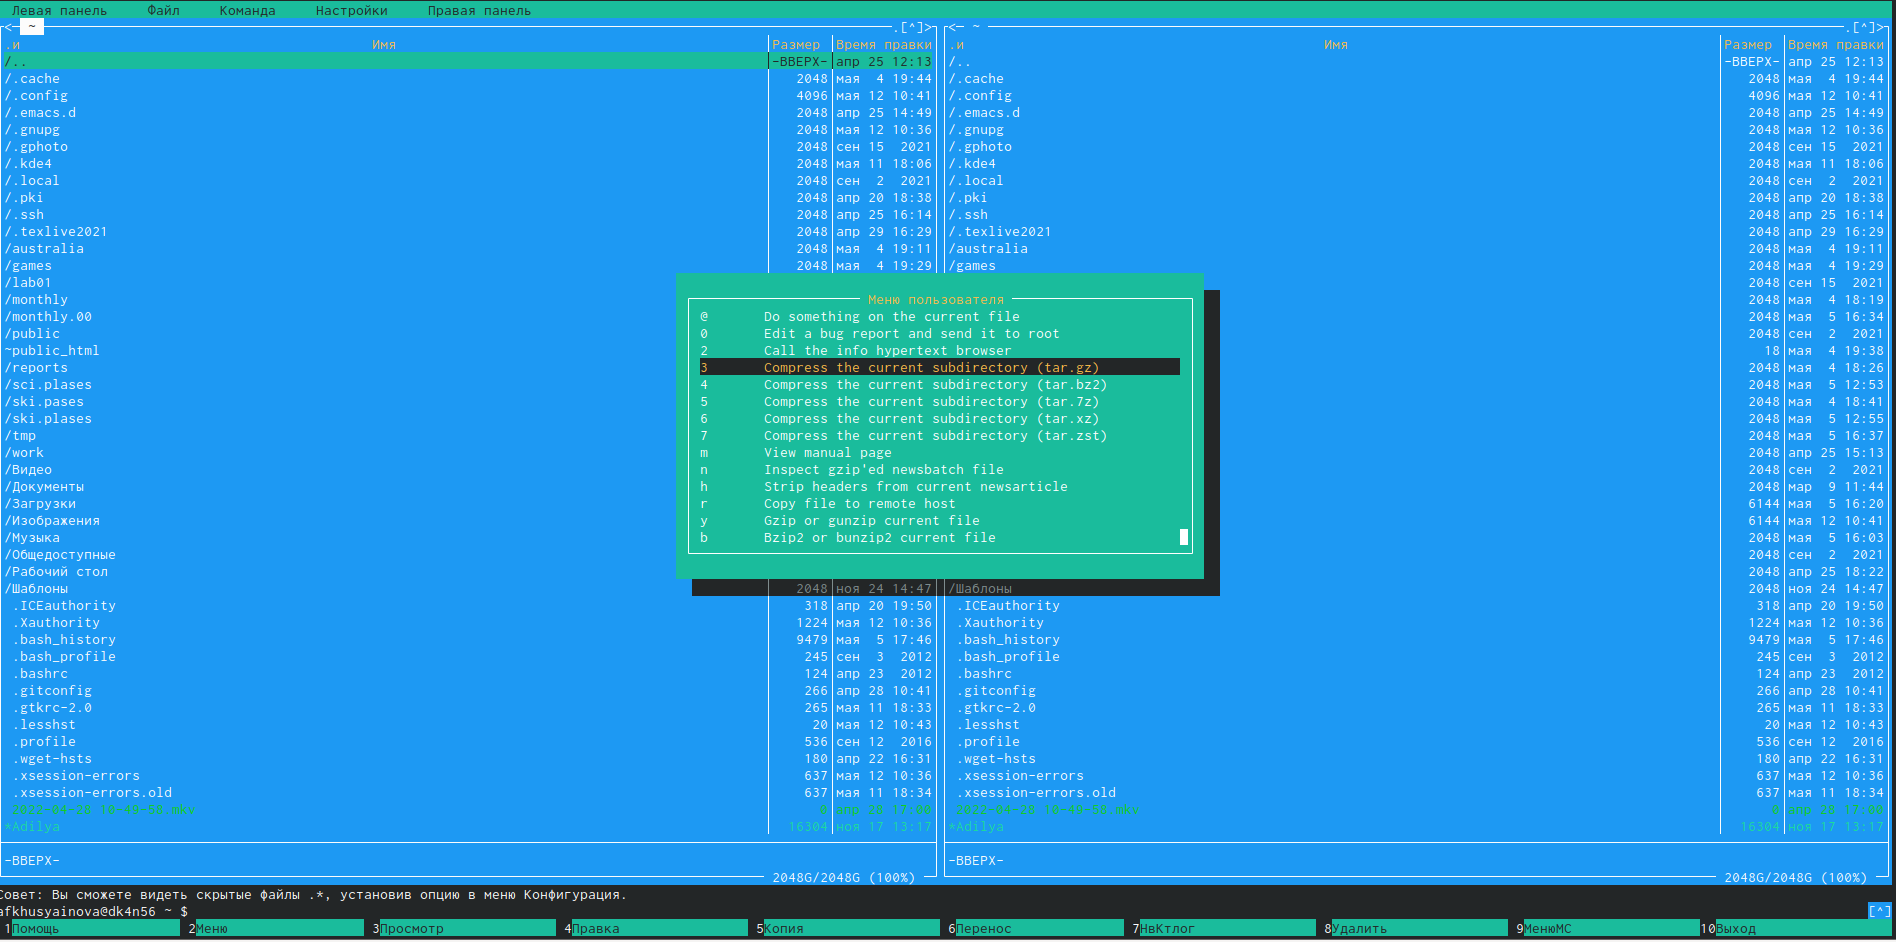 Левая панель Файл Команда Настройки Правая панель
<─ ~ .[^]> <─ ~ .[^]>
.и Имя Размер Время правки .и Имя Размер Время правки
/.. -ВВЕРХ- апр 25 12:13 /.. -ВВЕРХ- апр 25 12:13
/.cache 2048 мая 4 19:44 /.cache 2048 мая 4 19:44
/.config 4096 мая 12 10:41 /.config 4096 мая 12 10:41
/.emacs.d 2048 апр 25 14:49 /.emacs.d 2048 апр 25 14:49
/.gnupg 2048 мая 12 10:36 /.gnupg 2048 мая 12 10:36
/.gphoto 2048 сен 15 2021 /.gphoto 2048 сен 15 2021
/.kde4 2048 мая 11 18:06 /.kde4 2048 мая 11 18:06
/.local 2048 сен 2 2021 /.local 2048 сен 2 2021
/.pki 2048 апр 20 18:38 /.pki 2048 апр 20 18:38
/.ssh 2048 апр 25 16:14 /.ssh 2048 апр 25 16:14
/.texlive2021 2048 апр 29 16:29 /.texlive2021 2048 апр 29 16:29
/australia 2048 мая 4 19:11 /australia 2048 мая 4 19:11
/games 2048 мая 4 19:29 /games 2048 мая 4 19:29
/lab01 2048 сен 15 2021
/monthly Меню пользователя 2048 мая 4 18:19
/monthly.00 @ Do something on the current file 2048 мая 5 16:34
/public 0 Edit a bug report and send it to root 2048 сен 2 2021
~public_html 2 Call the info hypertext browser 18 мая 4 19:38
/reports 3 Compress the current subdirectory (tar.gz) 2048 мая 4 18:26
/sci.plases 4 Compress the current subdirectory (tar.bz2) 2048 мая 5 12:53
/ski.pases 5 Compress the current subdirectory (tar.7z) 2048 мая 4 18:41
/ski.plases 6 Compress the current subdirectory (tar.xz) 2048 мая 5 12:55
/tmp 7 Compress the current subdirectory (tar.zst) 2048 мая 5 16:37
/work m View manual page 2048 апр 25 15:13
/Видео n Inspect gzip'ed newsbatch file 2048 сен 2 2021
/Документы h Strip headers from current newsarticle 2048 мар 9 11:44
/Загрузки r Copy file to remote host 6144 мая 5 16:20
/Изображения y Gzip or gunzip current file 6144 мая 12 10:41
/Музыка b Bzip2 or bunzip2 current file 2048 мая 5 16:03
/Общедоступные 2048 сен 2 2021
/Рабочий стол 2048 апр 25 18:22
/Шаблоны 2048 ноя 24 14:47 /Шаблоны 2048 ноя 24 14:47
.ICEauthority 318 апр 20 19:50 .ICEauthority 318 апр 20 19:50
.Xauthority 1224 мая 12 10:36 .Xauthority 1224 мая 12 10:36
.bash_history 9479 мая 5 17:46 .bash_history 9479 мая 5 17:46
.bash_profile 245 сен 3 2012 .bash_profile 245 сен 3 2012
.bashrc 124 апр 23 2012 .bashrc 124 апр 23 2012
.gitconfig 266 апр 28 10:41 .gitconfig 266 апр 28 10:41
.gtkrc-2.0 265 мая 11 18:33 .gtkrc-2.0 265 мая 11 18:33
.lesshst 20 мая 12 10:43 .lesshst 20 мая 12 10:43
.profile 536 сен 12 2016 .profile 536 сен 12 2016
.wget-hsts 180 апр 22 16:31 .wget-hsts 180 апр 22 16:31
.xsession-errors 637 мая 12 10:36 .xsession-errors 637 мая 12 10:36
.xsession-errors.old 637 мая 11 18:34 .xsession-errors.old 637 мая 11 18:34
*Adilya 16304 ноя 17 13:17 *Adilya 16304 ноя 17 13:17
-ВВЕРХ- -ВВЕРХ-
2048G/2048G (100%) 2048G/2048G (100%)
Совет: Вы сможете видеть скрытые файлы .*, установив опцию в меню Конфигурация.
afkhusyainova@dk4n56 ~ $ [^]
1Помощь 2Меню 3Просмотр 4Правка 5Копия 6Перенос 7НвКтлог 8Удалить 9МенюМС 10Выход